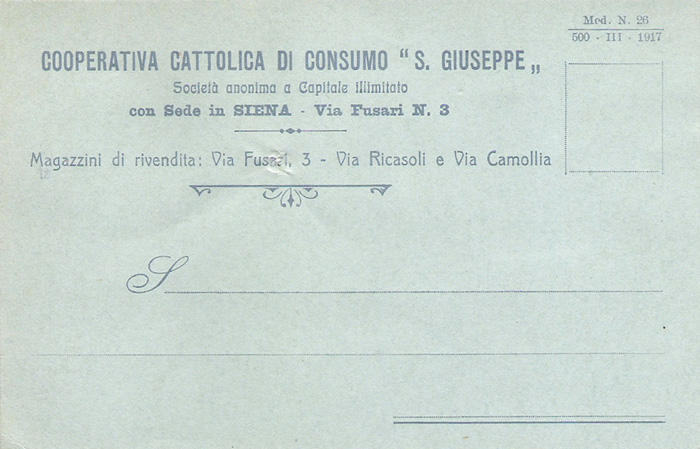 Mod. N. 26
500 - III - 1917
COOPERATIVA CATTOLICA DI CONSUMO “ S. GIUSEPPE „
Società anonima a Capitale illimitato
con Sede in SIENA - Via Fusari N. 3
Magazzini di rivendita: Via Fusari, 3 - Via Ricasoli e Via Camollia
S